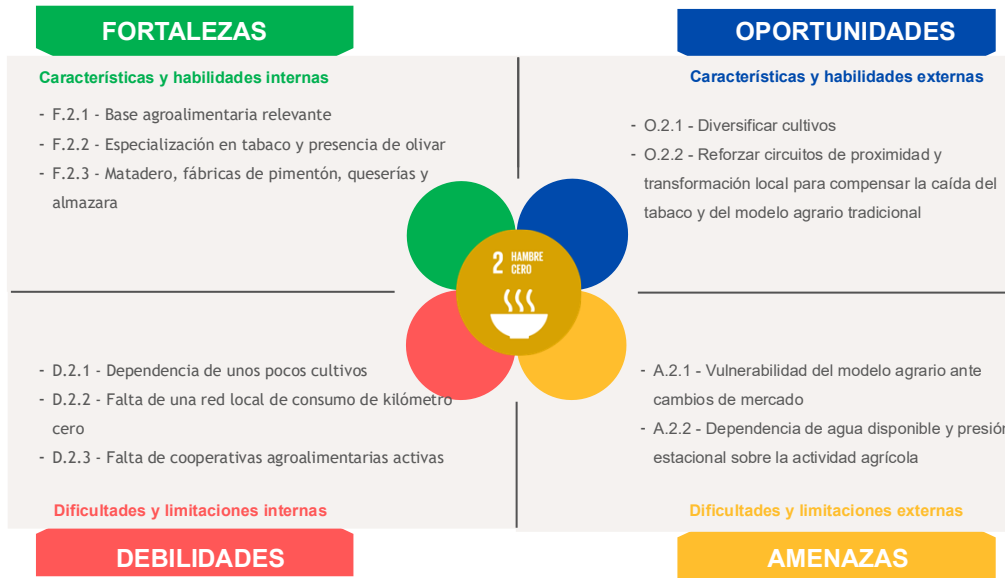 FORTALEZAS
Características y habilidades internas
- F.2.1 - Base agroalimentaria relevante
- F.2.2 - Especialización en tabaco y presencia de olivar
- F.2.3 - Matadero, fábricas de pimentón, queserías y
almazara
OPORTUNIDADES
Características y habilidades externas
- O.2.1 - Diversificar cultivos
- O.2.2 - Reforzar circuitos de proximidad y
transformación local para compensar la caída del
tabaco y del modelo agrario tradicional
2 HAMBRE
CERO
- D.2.1 - Dependencia de unos pocos cultivos
- D.2.2 - Falta de una red local de consumo de kilómetro
cero
- D.2.3 - Falta de cooperativas agroalimentarias activas
Dificultades y limitaciones internas
DEBILIDADES
- A.2.1 - Vulnerabilidad del modelo agrario ante
cambios de mercado
- A.2.2 - Dependencia de agua disponible y presión
estacional sobre la actividad agrícola
Dificultades y limitaciones externas
AMENAZAS